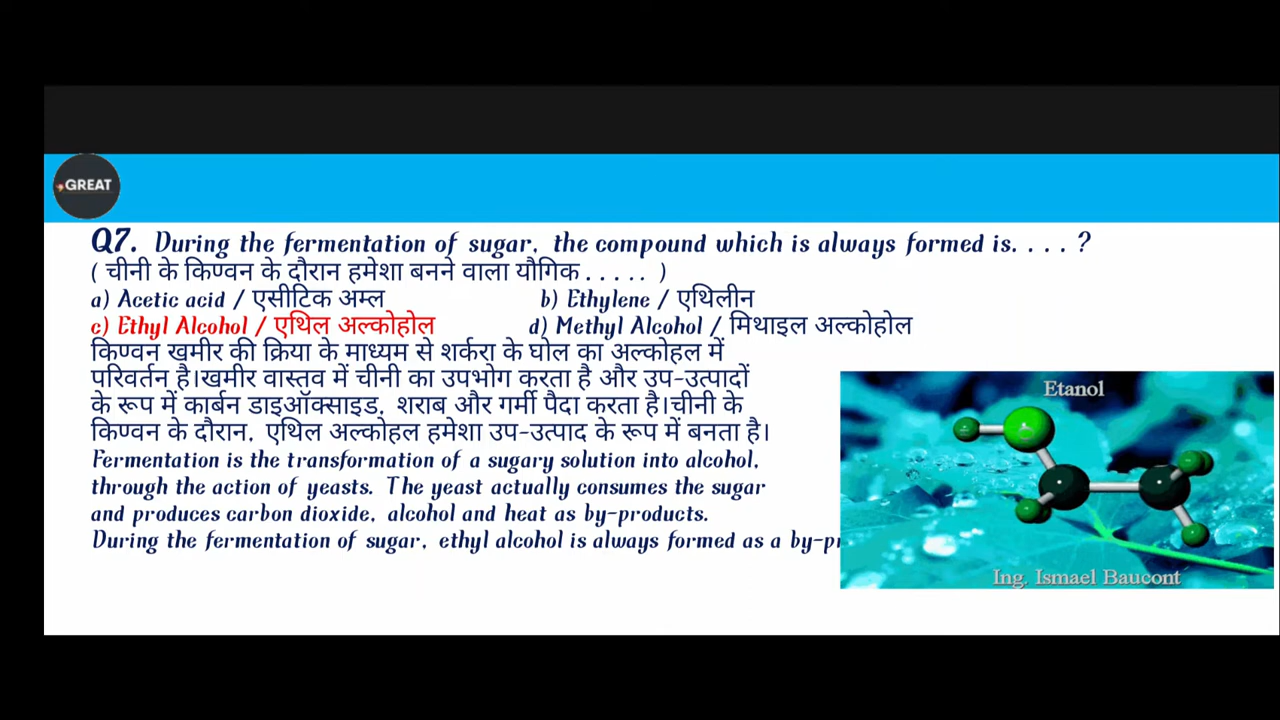 GREAT
Q7. During the fermentation of sugar, the compound which is always formed is. . . . ?
( चीनी के किण्वन के दौरान हमेशा बनने वाला यौगिक . . . . . )
a) Acetic acid / एसीटिक अम्ल b) Ethylene / एथिलीन
c) Ethyl Alcohol / एथिल अल्कोहोल d) Methyl Alcohol / मिथाइल अल्कोहोल
किण्वन खमीर की क्रिया के माध्यम से शर्करा के घोल का अल्कोहल में
परिवर्तन है।खमीर वास्तव में चीनी का उपभोग करता है और उप-उत्पादों
के रूप में कार्बन डाइऑक्साइड, शराब और गर्मी पैदा करता है।चीनी के
किण्वन के दौरान, एथिल अल्कोहल हमेशा उप-उत्पाद के रूप में बनता है।
Fermentation is the transformation of a sugary solution into alcohol,
through the action of yeasts. The yeast actually consumes the sugar
and produces carbon dioxide, alcohol and heat as by-products.
During the fermentation of sugar, ethyl alcohol is always formed as a
Etanol
Ing. Ismael Baucont